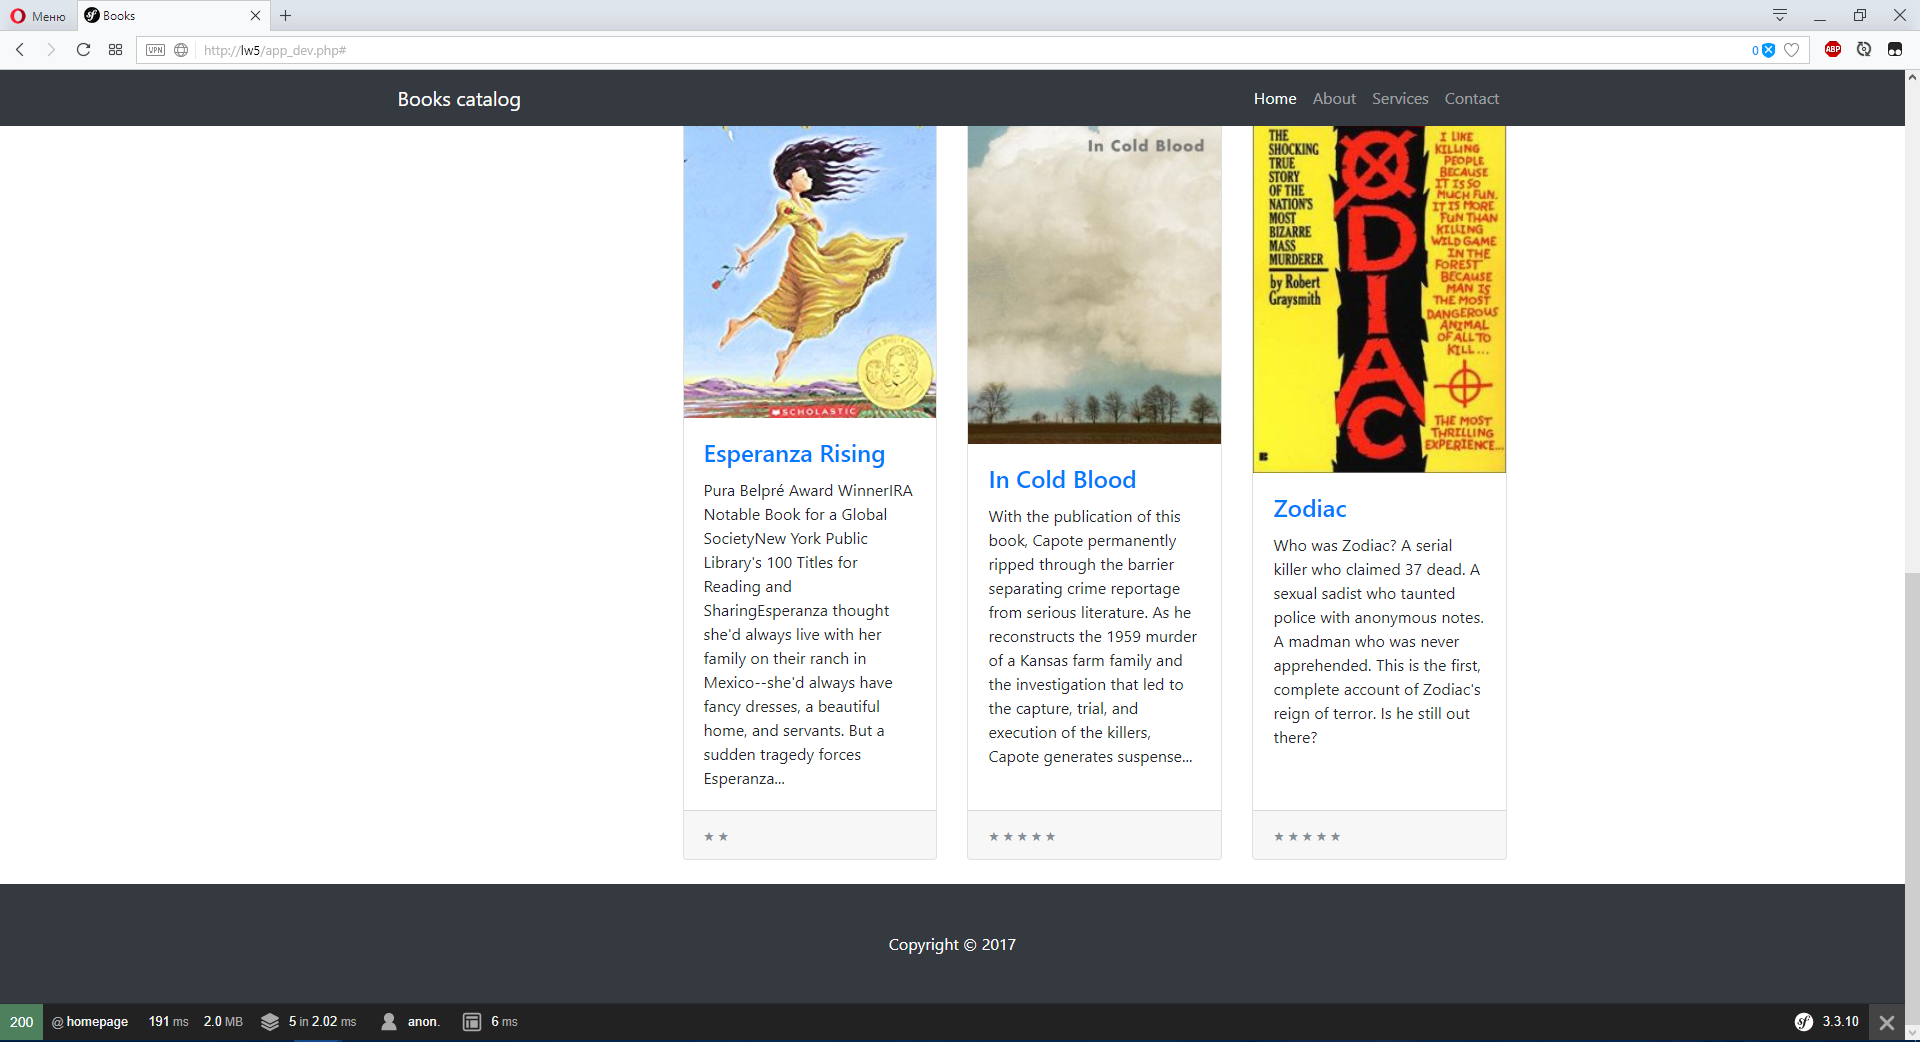 Меню
Books
VPN
http://lw5/app_dev.php#
0
ABP
Books catalog
Home About Services Contact
SCHOLASTIC
Esperanza Rising
Pura Belpré Award WinnerIRA
Notable Book for a Global
SocietyNew York Public
Library's 100 Titles for
Reading and
SharingEsperanza thought
she'd always live with her
family on their ranch in
Mexico--she'd always have
fancy dresses, a beautiful
home, and servants. But a
sudden tragedy forces
Esperanza...
★ ★
In Cold Blood
In Cold Blood
With the publication of this
book, Capote permanently
ripped through the barrier
separating crime reportage
from serious literature. As he
reconstructs the 1959 murder
of a Kansas farm family and
the investigation that led to
the capture, trial, and
execution of the killers,
Capote generates suspense...
★ ★ ★ ★ ★
THE
SHOCKING
TRUE
STORY
OF THE
NATION'S
MOST
BIZARRE
MASS
MURDERER
by Robert
Graysmith
ODIAC
I LIKE
KILLING
PEOPLE
BECAUSE
IT IS SO
MUCH FUN.
IT IS MORE
FUN THAN
KILLING
WILD GAME
IN THE
FOREST
BECAUSE
MAN IS
THE MOST
DANGEROUS
ANIMAL
OF ALL TO
KILL...
THE MOST
THRILLING
EXPERIENCE...
Zodiac
Who was Zodiac? A serial
killer who claimed 37 dead. A
sexual sadist who taunted
police with anonymous notes.
A madman who was never
apprehended. This is the first,
complete account of Zodiac's
reign of terror. Is he still out
there?
★ ★ ★ ★ ★
Copyright © 2017
200 @ homepage 191 ms 2.0 MB 5 in 2.02 ms anon. 6 ms 3.3.10